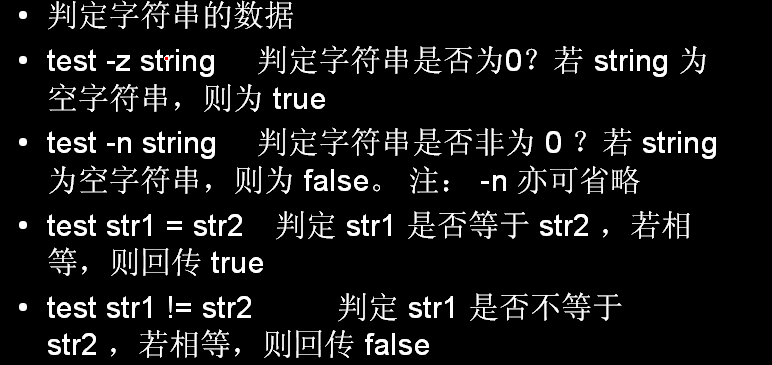 • 判定字符串的数据
• test -z string 判定字符串是否为0？若 string 为
空字符串，则为 true
• test -n string 判定字符串是否非为 0 ？若 string
为空字符串，则为 false。 注： -n 亦可省略
• test str1 = str2 判定 str1 是否等于 str2 ，若相
等，则回传 true
• test str1 != str2 判定 str1 是否不等于
str2 ，若相等，则回传 false